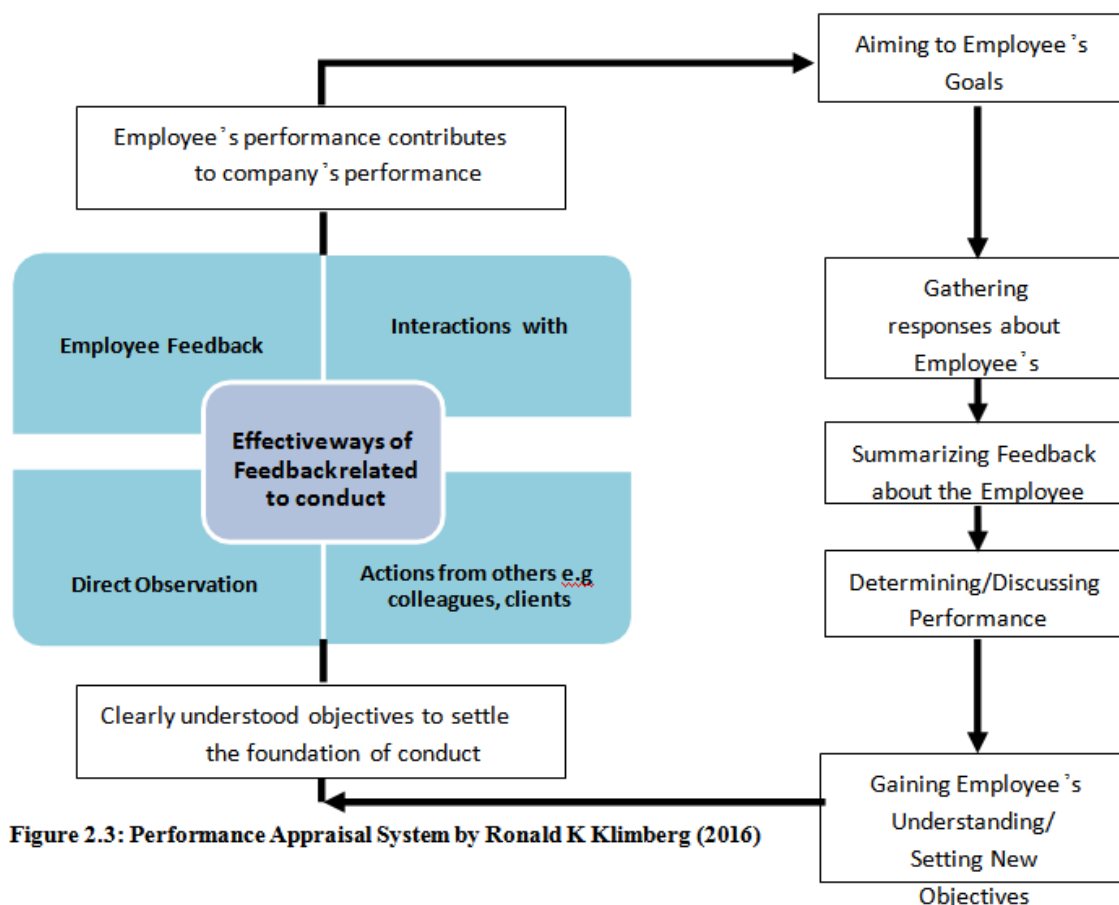 Aiming to Employee's
Goals
Employee's performance contributes
to company's performance
Employee Feedback
Interactions with
Effective ways of
Feedback related
to conduct
Direct Observation
Actions from others e.g
colleagues, clients
Clearly understood objectives to settle
the foundation of conduct
Gathering
responses about
Employee's
Summarizing Feedback
about the Employee
Determining/Discussing
Performance
Gaining Employee's
Understanding/
Setting New
Objectives
Figure 2.3: Performance Appraisal System by Ronald K Klimberg (2016)